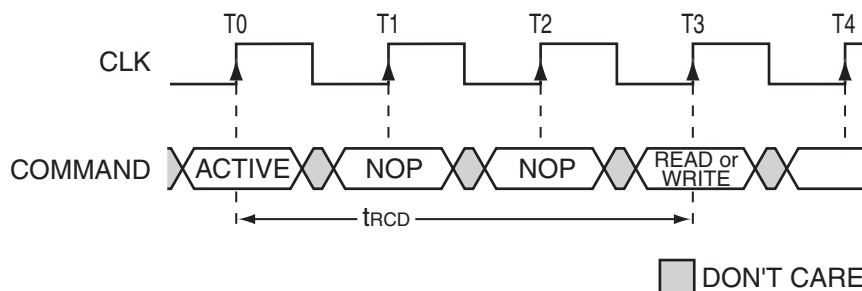 T0 T1 T2 T3 T4
CLK
COMMAND ACTIVE NOP NOP READ or
WRITE
tRCD
DON'T CARE